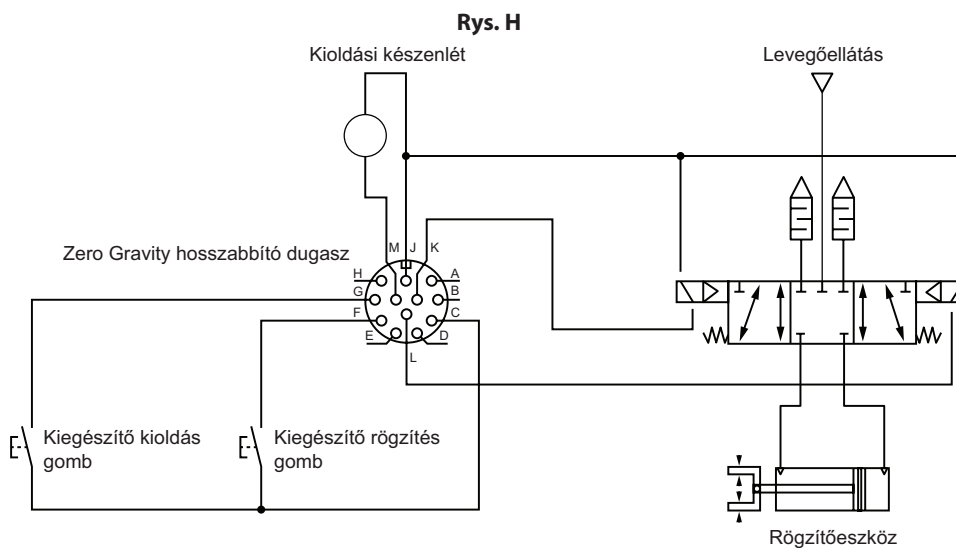 Rys. H
Kioldási készenlét
Levegőellátás
Zero Gravity hosszabbító dugasz
M
J
K
H
A
G
B
F
C
E
D
L
Kiegészítő kioldás
gomb
Kiegészítő rögzítés
gomb
Rögzítőeszköz